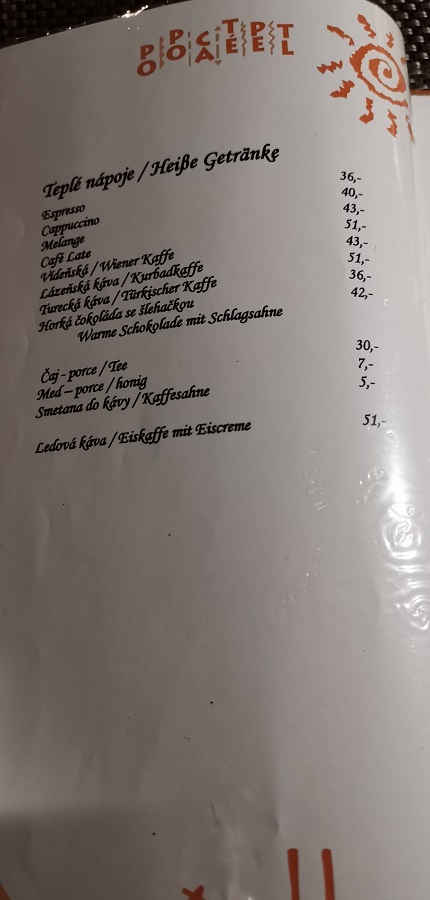 POPOCATÉPETL
Teplé nápoje / Heiße Getränke
Espresso 36,-
Cappuccino 40,-
Melange 43,-
Café Late 51,-
Vídeňská / Wiener Kaffe 43,-
Lázeňská káva / Kurbadkaffe 51,-
Turecká káva / Türkischer Kaffe 36,-
Horká čokoláda se šlehačkou 42,-
Warme Schokolade mit Schlagsahne
Čaj - porce / Tee 30,-
Med – porce / honig 7,-
Smetana do kávy / Kaffesahne 5,-
Ledová káva / Eiskaffe mit Eiscreme 51,-